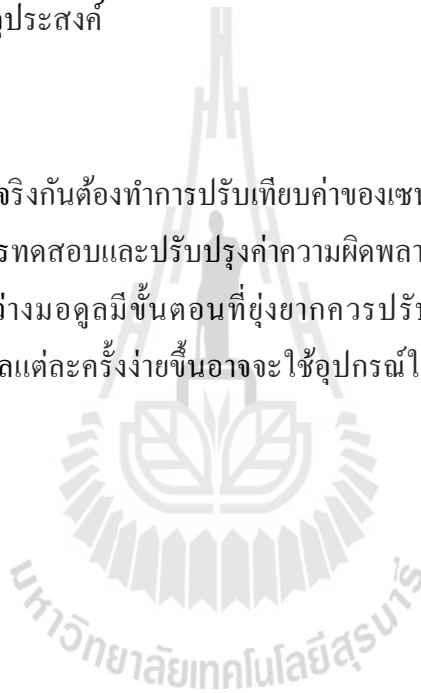 ุประสงค์
จริงกันต้องทำการปรับเทียบค่าของเซน
รทดสอบและปรับปรุงค่าความผิดพลา
ว่างมอดูลมีขั้นตอนที่ยุ่งยากควรปรับ
ลแต่ละครั้งง่ายขึ้นอาจจะใช้อุปกรณ์ใ
มหาวิทยาลัยเทคโนโลยีสุรนารี